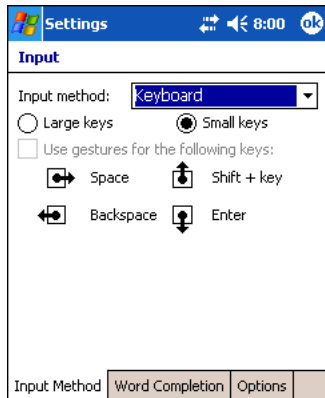 Settings 8:00 ok
Input
Input method: Keyboard
Large keys Small keys
Use gestures for the following keys:
Space Shift + key
Backspace Enter
Input Method Word Completion Options